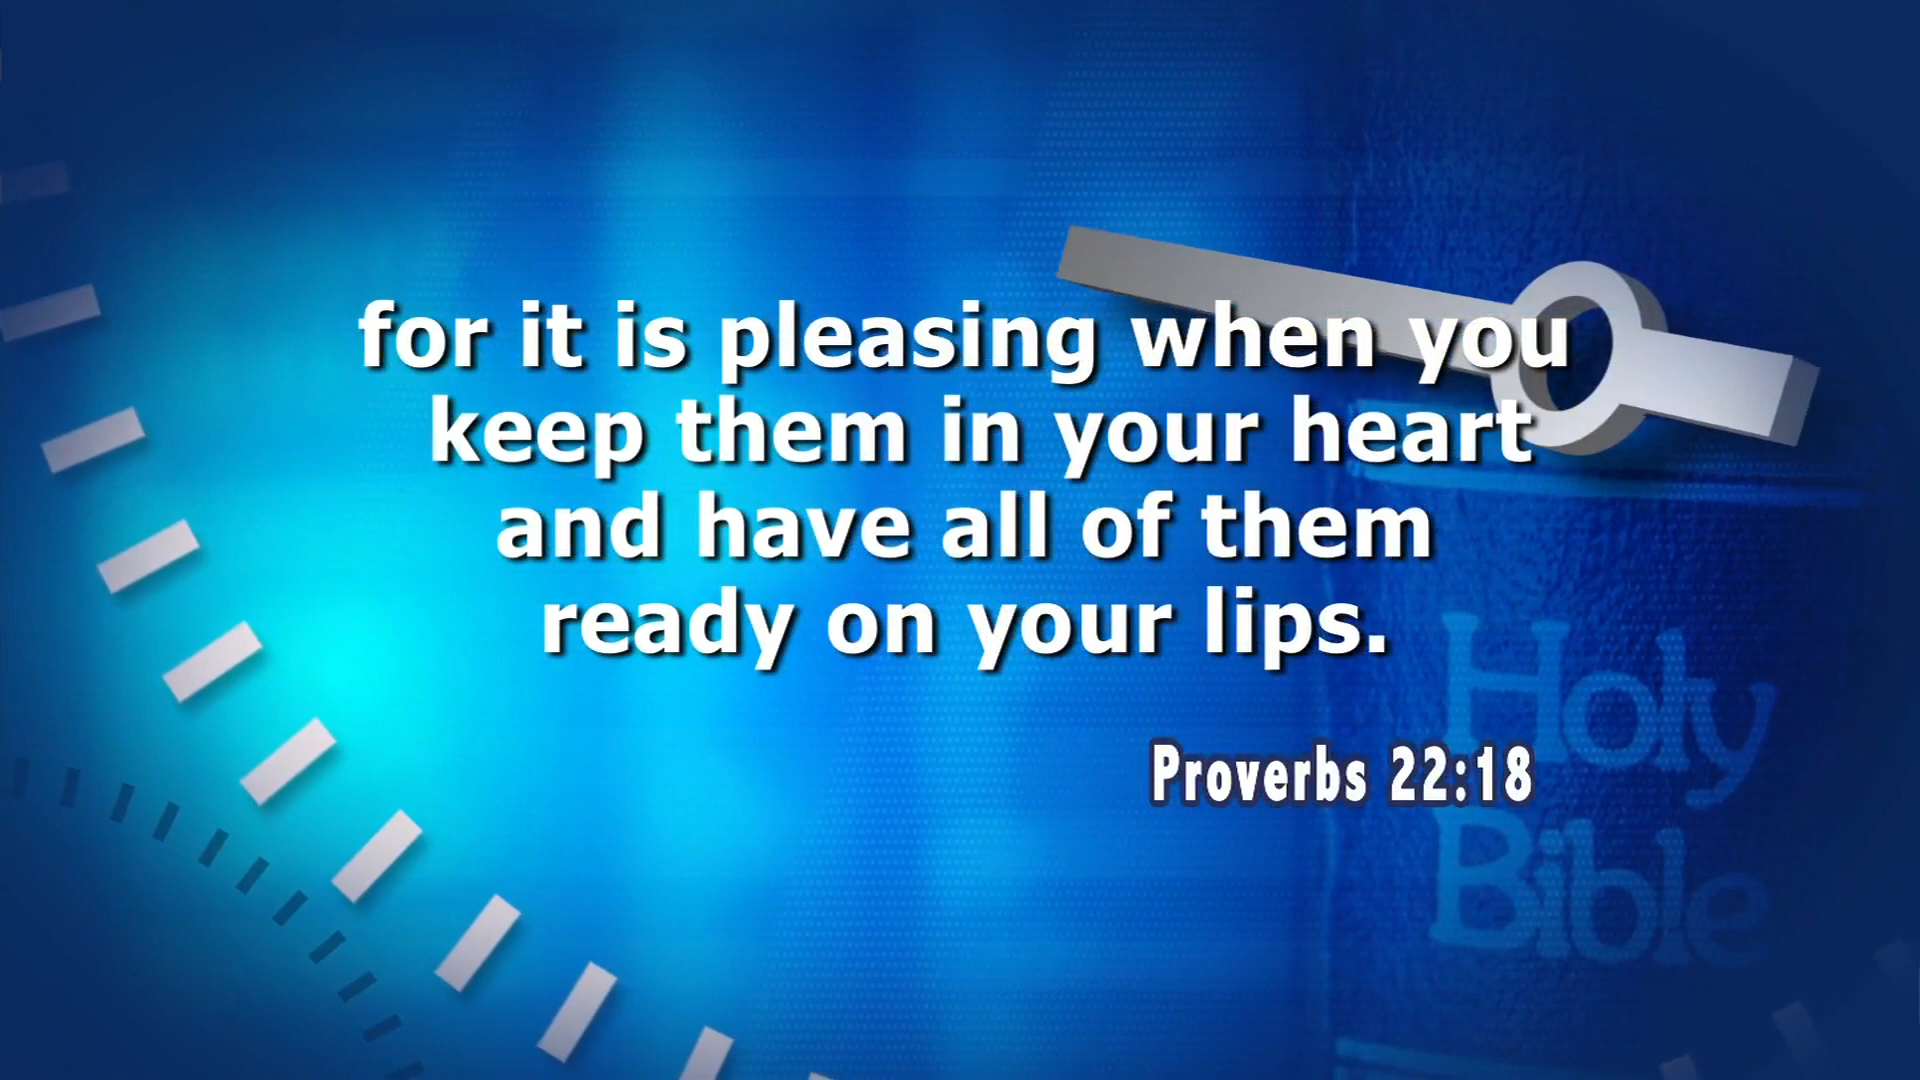 for it is pleasing when you
keep them in your heart
and have all of them
ready on your lips.
Proverbs 22:18
Holy
Bible